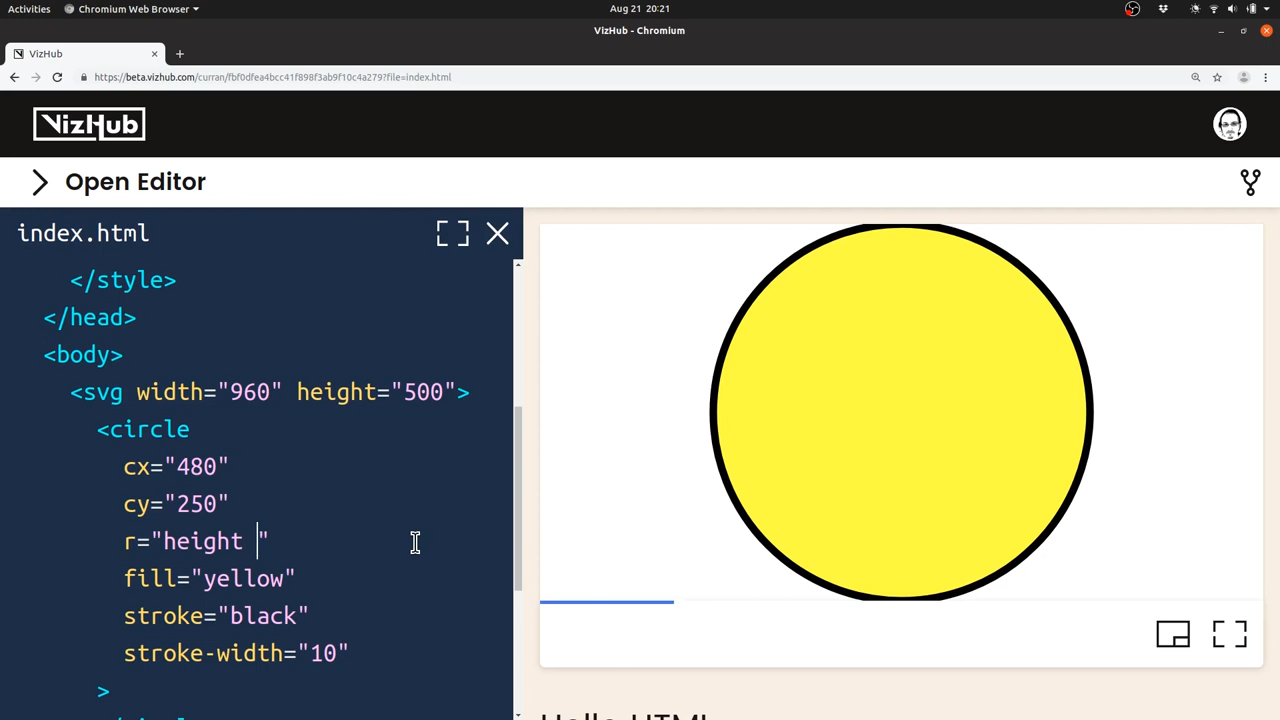 Activities
Chromium Web Browser
Aug 21 20:21
VizHub - Chromium
VizHub
https://beta.vizhub.com/curran/fbf0dfea4bcc41f898f3ab9f10c4a279?file=index.html
VizHub
Open Editor
index.html
</style>
</head>
<body>
<svg width="960" height="500">
<circle
cx="480"
cy="250"
r="height "
fill="yellow"
stroke="black"
stroke-width="10"
>
Hello HTML